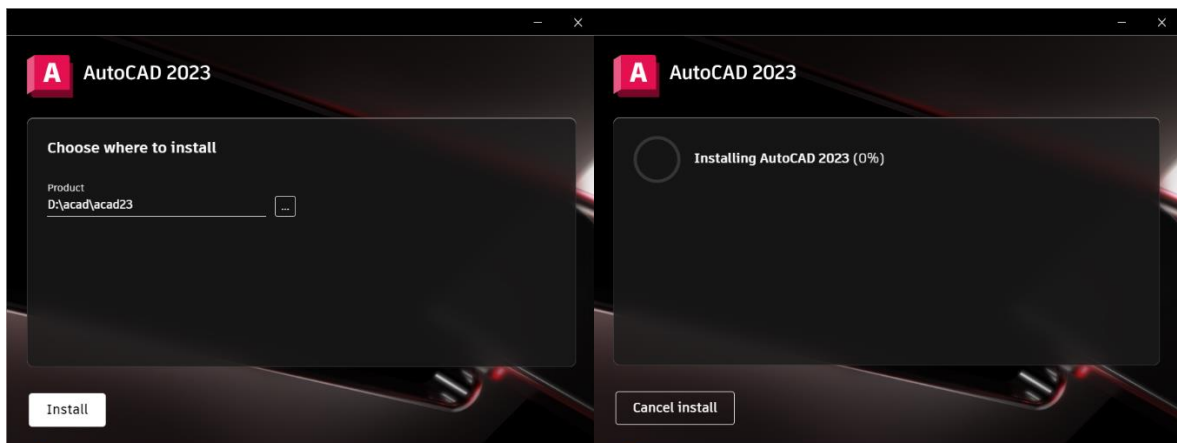 A AutoCAD 2023
Choose where to install
Product
D:\acad\acad23
...
Install
A AutoCAD 2023
Installing AutoCAD 2023 (0%)
Cancel install